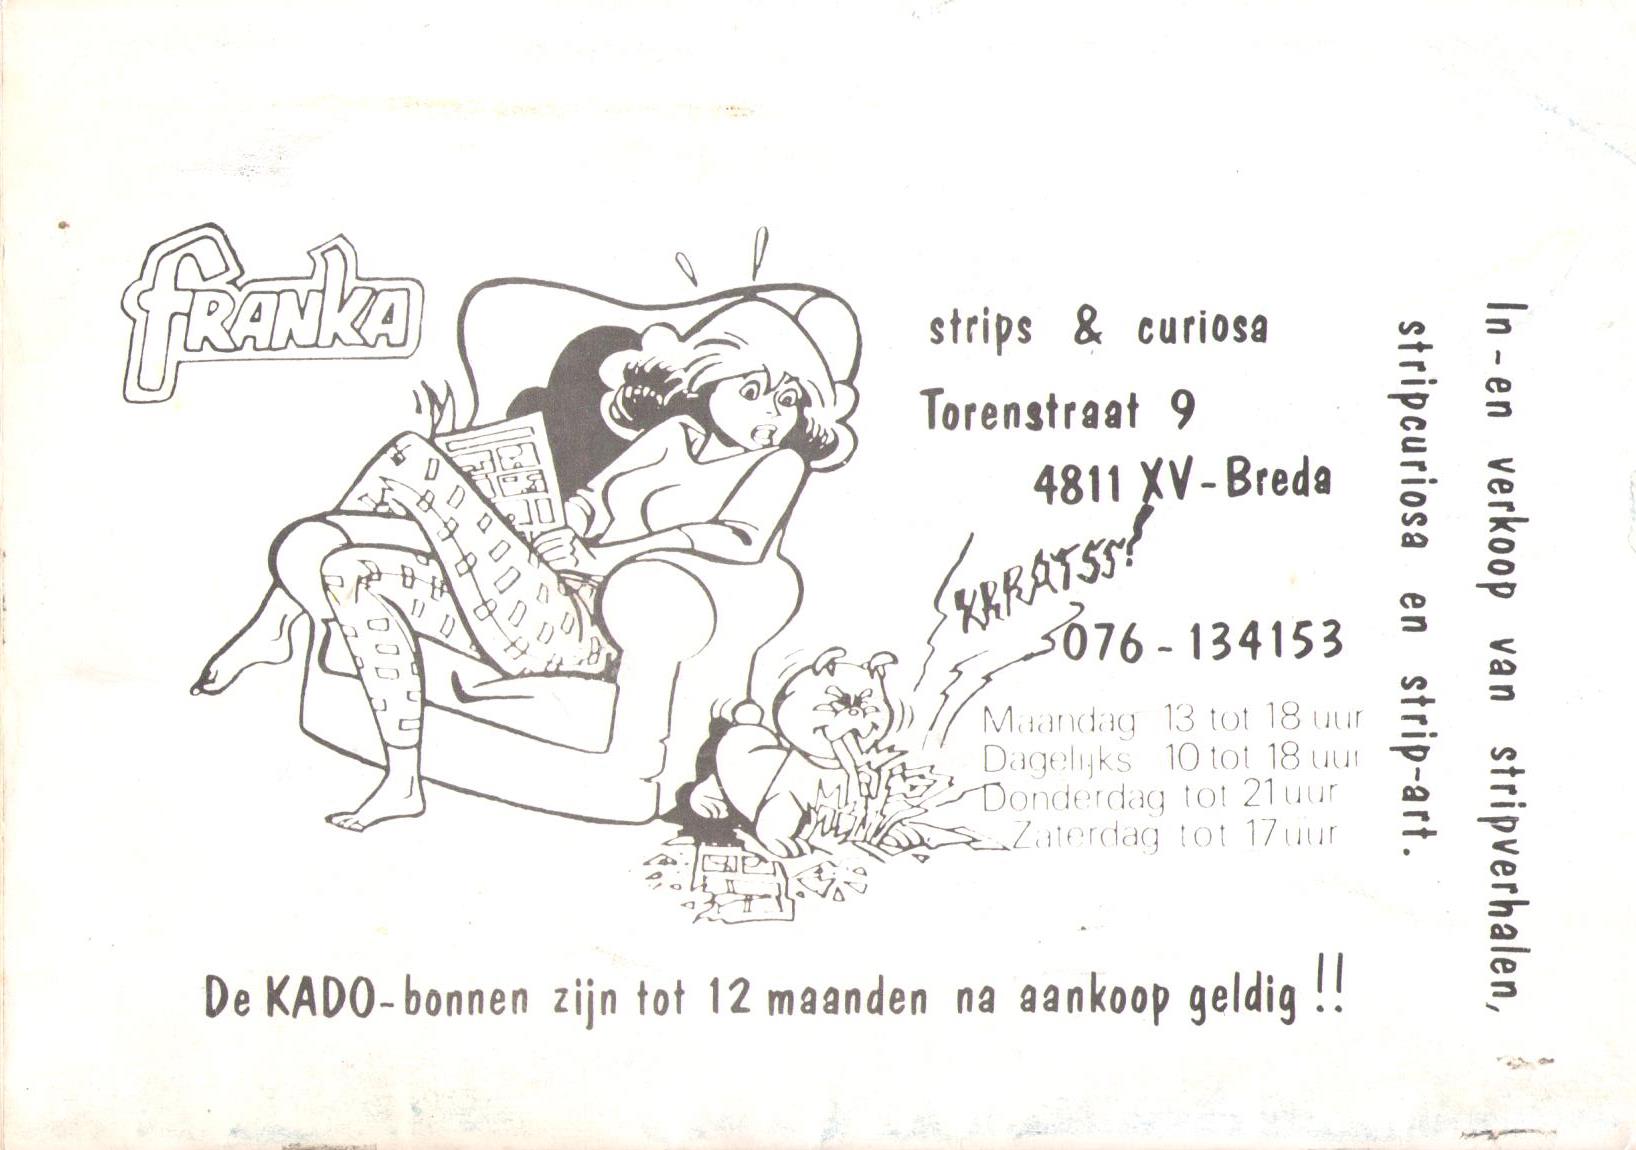 FRANKA
strips & curiosa
Torenstraat 9
4811 XV-Breda
KRRATSS!
076-134153
Maandag 13 tot 18 uur
Dagelijks 10 tot 18 uur
Donderdag tot 21 uur
Zaterdag tot 17 uur
In-en verkoop van stripverhalen,
stripcuriosa en strip-art.
De KADO-bonnen zijn tot 12 maanden na aankoop geldig !!